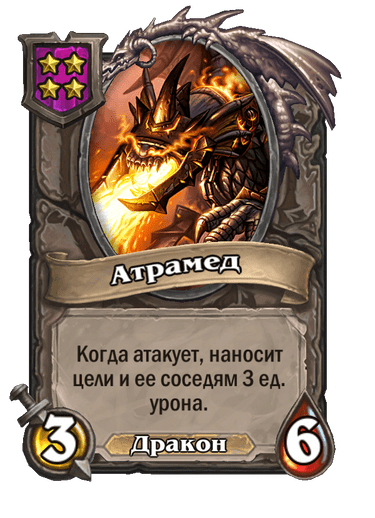 Атрамед
Когда атакует, наносит
цели и ее соседям 3 ед.
урона.
3
Дракон
6